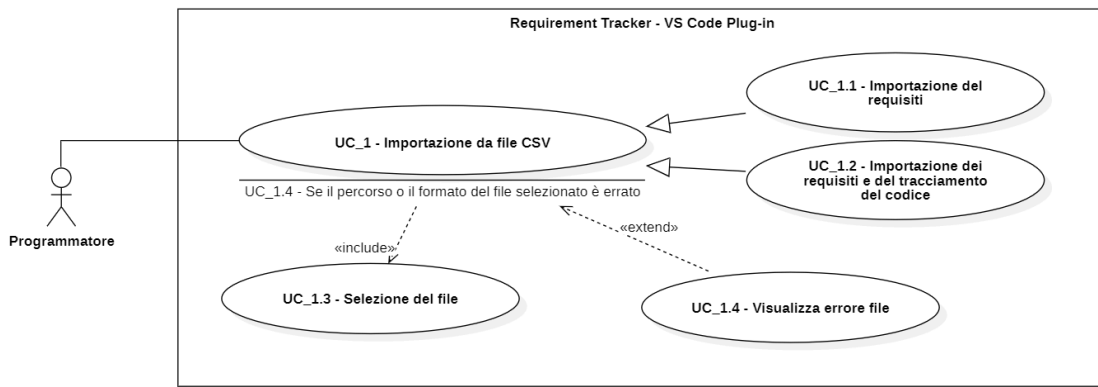 Requirement Tracker - VS Code Plug-in
UC_1.1 - Importazione del
requisiti
UC_1 - Importazione da file CSV
UC_1.2 - Importazione dei
requisiti e del tracciamento
del codice
UC_1.4 - Se il percorso o il formato del file selezionato è errato
Programmatore
«include»
«extend»
UC_1.3 - Selezione del file
UC_1.4 - Visualizza errore file